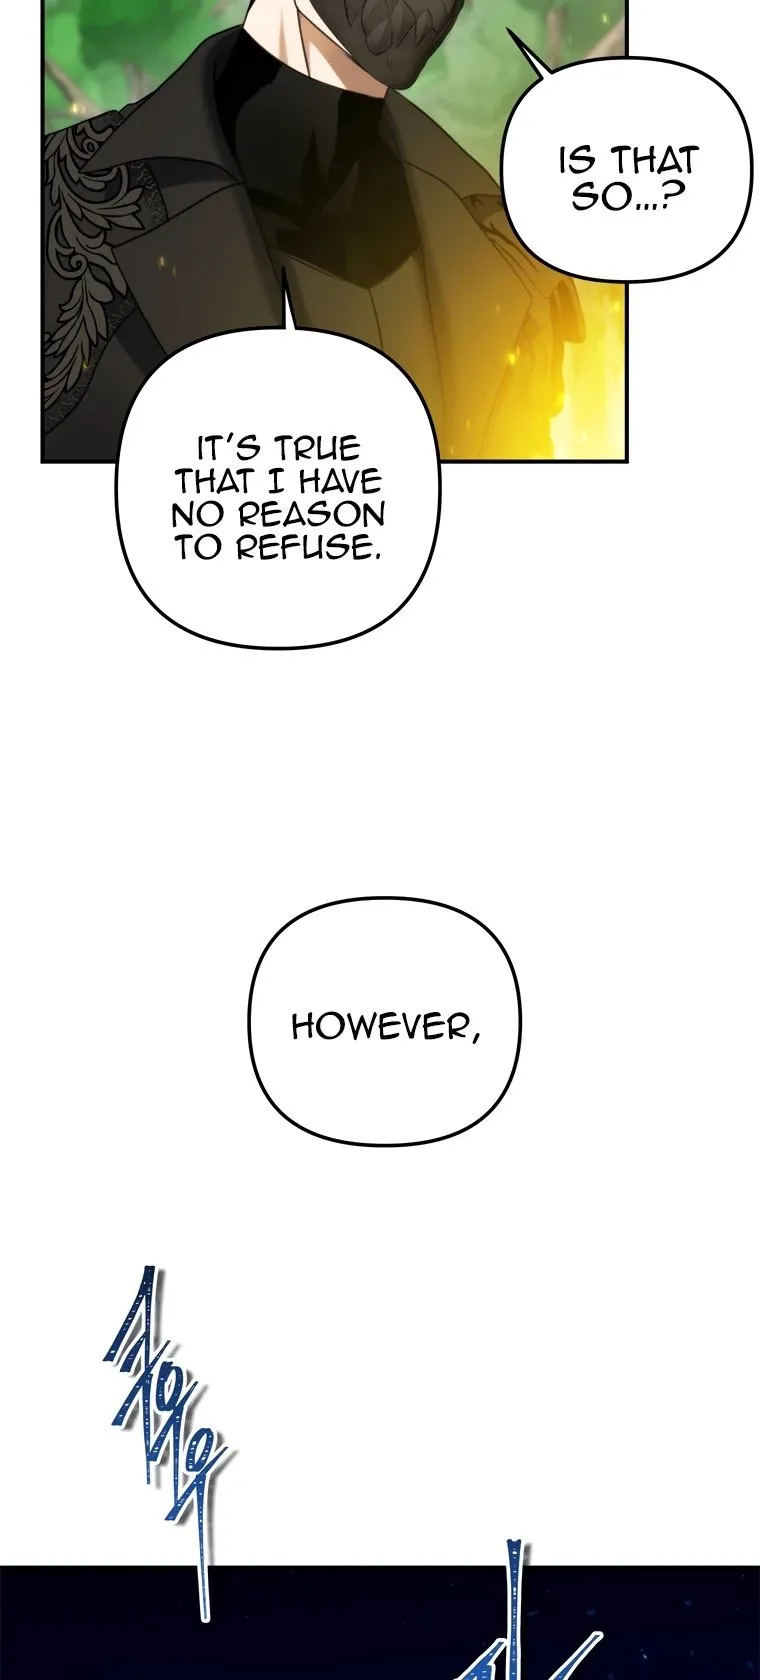 IS THAT
SO...?
IT'S TRUE
THAT I HAVE
NO REASON
TO REFUSE.
HOWEVER,